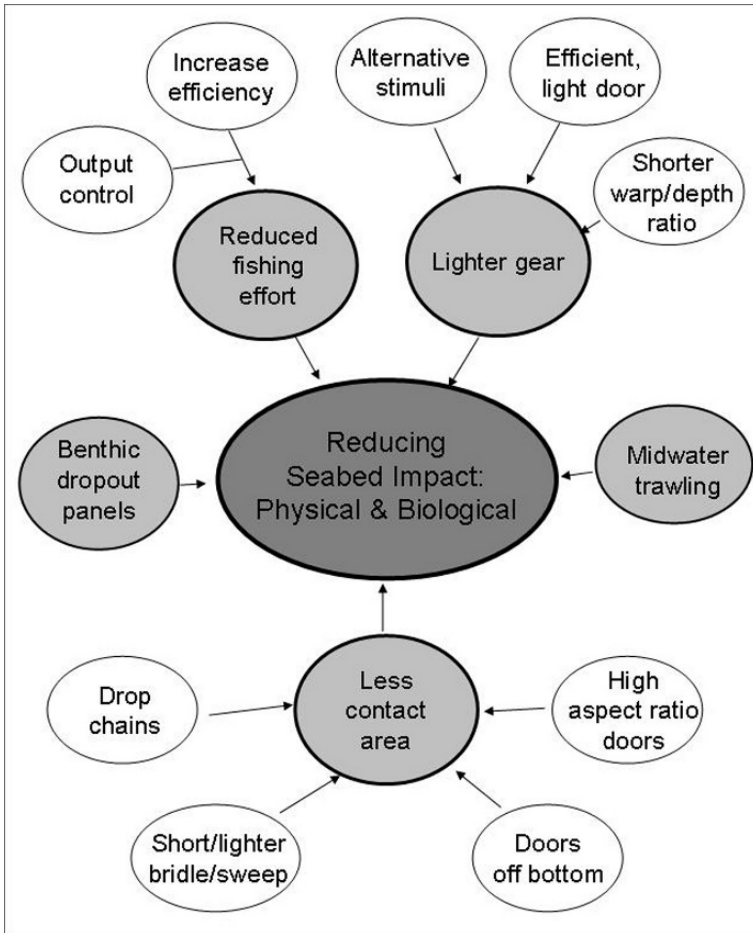 Increase
efficiency
Alternative
stimuli
Efficient,
light door
Output
control
Shorter
warp/depth
ratio
Reduced
fishing
effort
Lighter gear
Benthic
dropout
panels
Reducing
Seabed Impact:
Physical & Biological
Midwater
trawling
Drop
chains
Less
contact
area
High
aspect ratio
doors
Short/lighter
bridle/sweep
Doors
off bottom